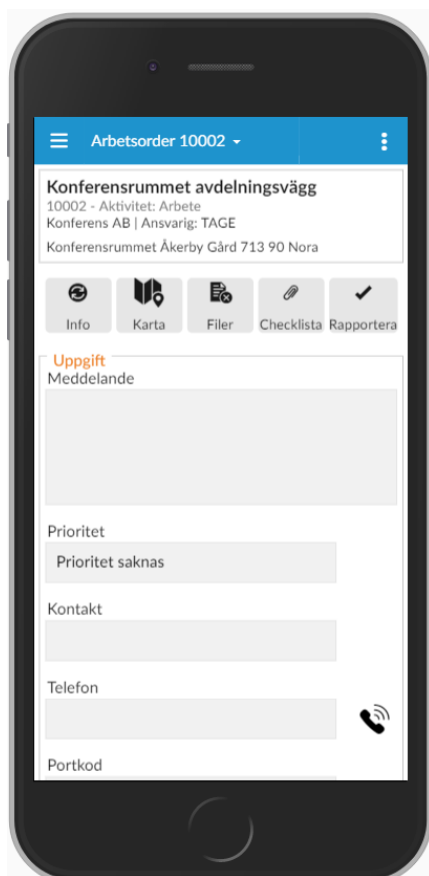 Arbetsorder 10002
Konferensrummet avdelningsvägg
10002 - Aktivitet: Arbete
Konferens AB | Ansvarig: TAGE
Konferensrummet Åkerby Gård 713 90 Nora
Info Karta Filer Checklista Rapportera
Uppgift
Meddelande
Prioritet
Prioritet saknas
Kontakt
Telefon
Portkod